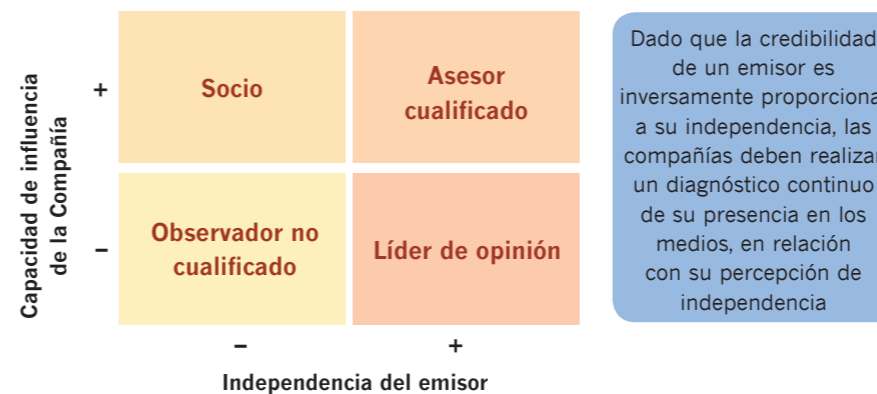 Capacidad de influencia
de la Compañía
+
–
Socio
Asesor
cualificado
Observador no
cualificado
Líder de opinión
–
+
Independencia del emisor
Dado que la credibilidad
de un emisor es
inversamente proporciona
a su independencia, las
compañías deben realiza
un diagnóstico continuo
de su presencia en los
medios, en relación
con su percepción de
independencia